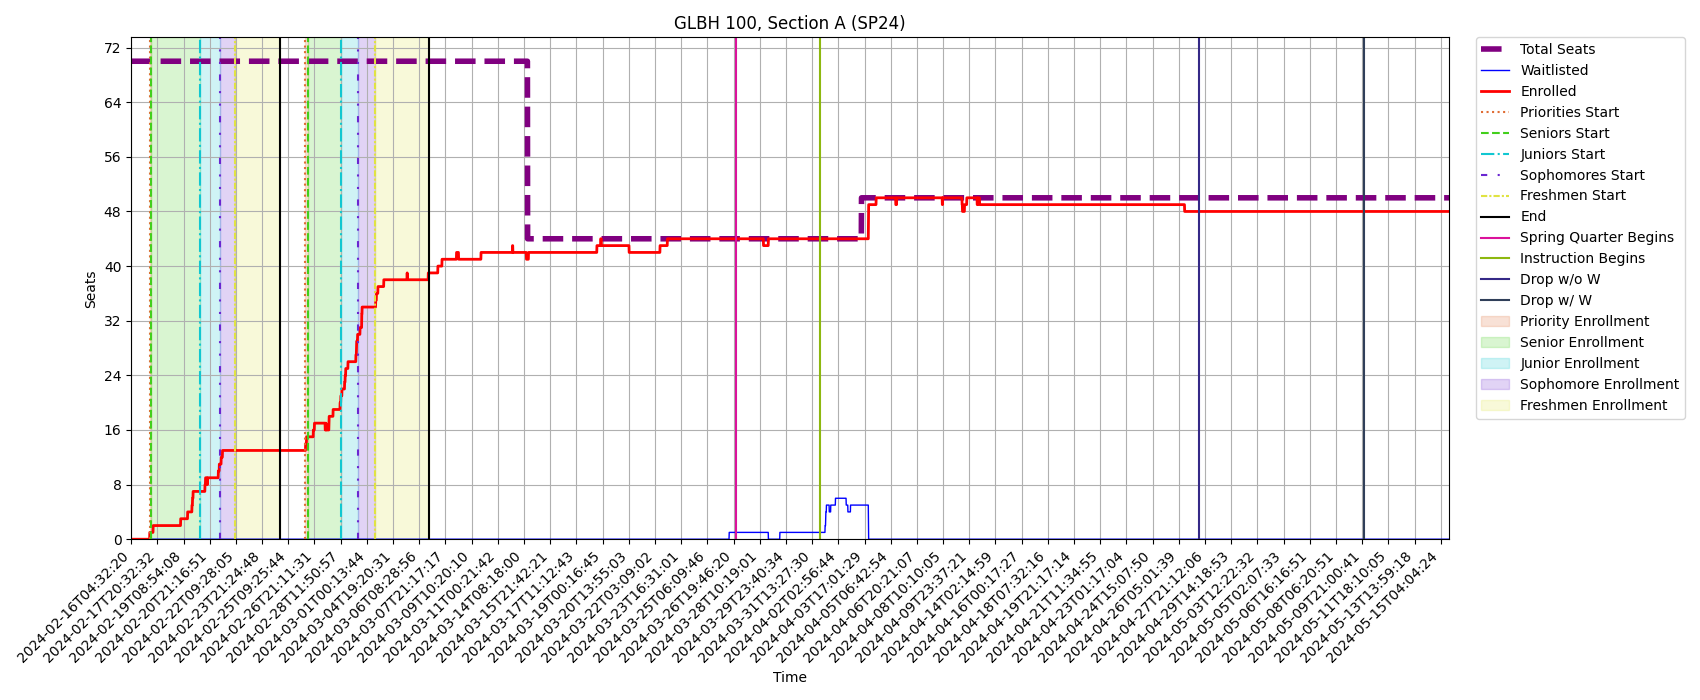 GLBH 100, Section A (SP24)
72
64
56
48
40
32
24
16
8
0
Seats
2024-02-16T04:32:20
2024-02-17T20:32:32
2024-02-19T08:54:08
2024-02-20T21:16:51
2024-02-22T09:28:05
2024-02-23T21:24:48
2024-02-25T09:25:44
2024-02-26T21:11:31
2024-02-28T11:50:57
2024-03-01T00:13:44
2024-03-04T19:20:31
2024-03-06T08:28:56
2024-03-07T21:17:17
2024-03-09T10:20:10
2024-03-11T00:21:42
2024-03-14T08:18:00
2024-03-15T21:42:21
2024-03-17T11:12:43
2024-03-19T00:16:45
2024-03-20T13:55:03
2024-03-22T03:09:02
2024-03-23T16:31:01
2024-03-25T06:09:46
2024-03-26T19:46:20
2024-03-28T10:19:01
2024-03-29T23:40:34
2024-03-31T13:27:30
2024-04-02T02:56:44
2024-04-03T17:01:29
2024-04-05T06:42:54
2024-04-06T20:21:07
2024-04-08T10:10:05
2024-04-09T23:37:21
2024-04-14T02:14:59
2024-04-16T00:17:27
2024-04-18T07:32:16
2024-04-19T21:17:14
2024-04-21T11:34:55
2024-04-23T01:17:04
2024-04-24T15:07:50
2024-04-26T05:01:39
2024-04-27T21:12:06
2024-04-29T14:18:53
2024-05-03T12:22:32
2024-05-05T02:07:33
2024-05-06T16:16:51
2024-05-08T06:20:51
2024-05-09T21:00:41
2024-05-11T18:10:05
2024-05-13T13:59:18
2024-05-15T04:04:24
Time
Total Seats
Waitlisted
Enrolled
Priorities Start
Seniors Start
Juniors Start
Sophomores Start
Freshmen Start
End
Spring Quarter Begins
Instruction Begins
Drop w/o W
Drop w/ W
Priority Enrollment
Senior Enrollment
Junior Enrollment
Sophomore Enrollment
Freshmen Enrollment